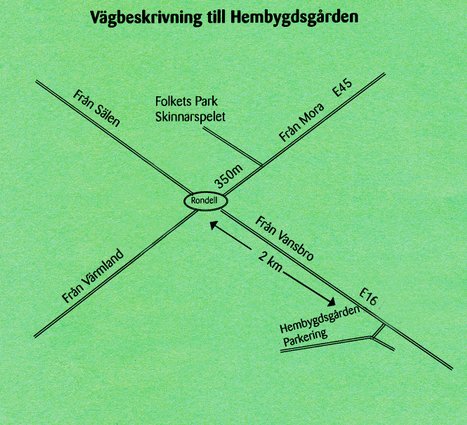 Vägbeskrivning till Hembygdsgården
Från Sälen
Folkets Park
Skinnarspelet
Från Mora E45
350m
Rondell
Från Värmland
Från Vansbro E16
2 km
Hembygdsgården
Parkering